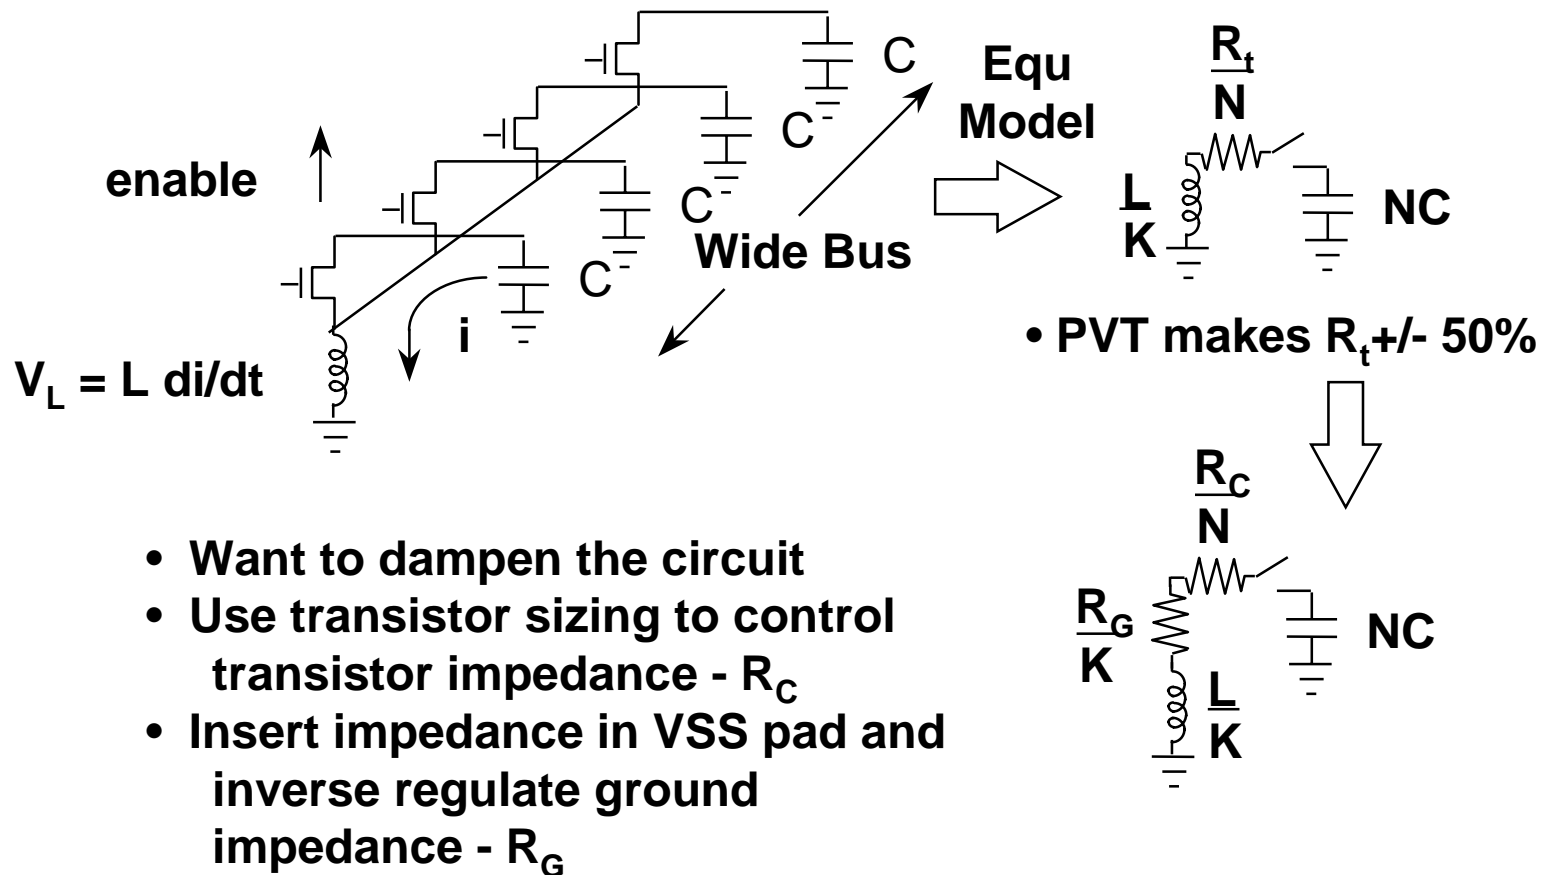 C
C
C
C
enable
Wide Bus
i
V_L = L di/dt
Equ
Model
R_t
N
L
K
NC
• PVT makes R_t+/- 50%
R_C
N
R_G
K
L
K
NC
• Want to dampen the circuit
• Use transistor sizing to control
transistor impedance - R_C
• Insert impedance in VSS pad and
inverse regulate ground
impedance - R_G